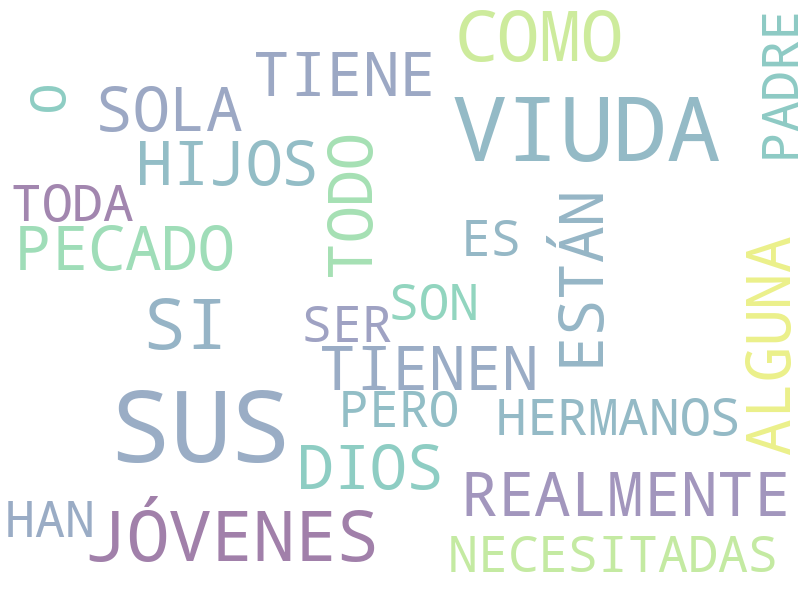 COMO
PADRE
TIENE
O
SOLA
VIUDA
HIJOS
TODO
TODA
ESTÁN
PECADO
ES
ALGUNA
SON
SI
SER
TIENEN
SUS
PERO
HERMANOS
DIOS
REALMENTE
HAN
JÓVENES
NECESITADAS